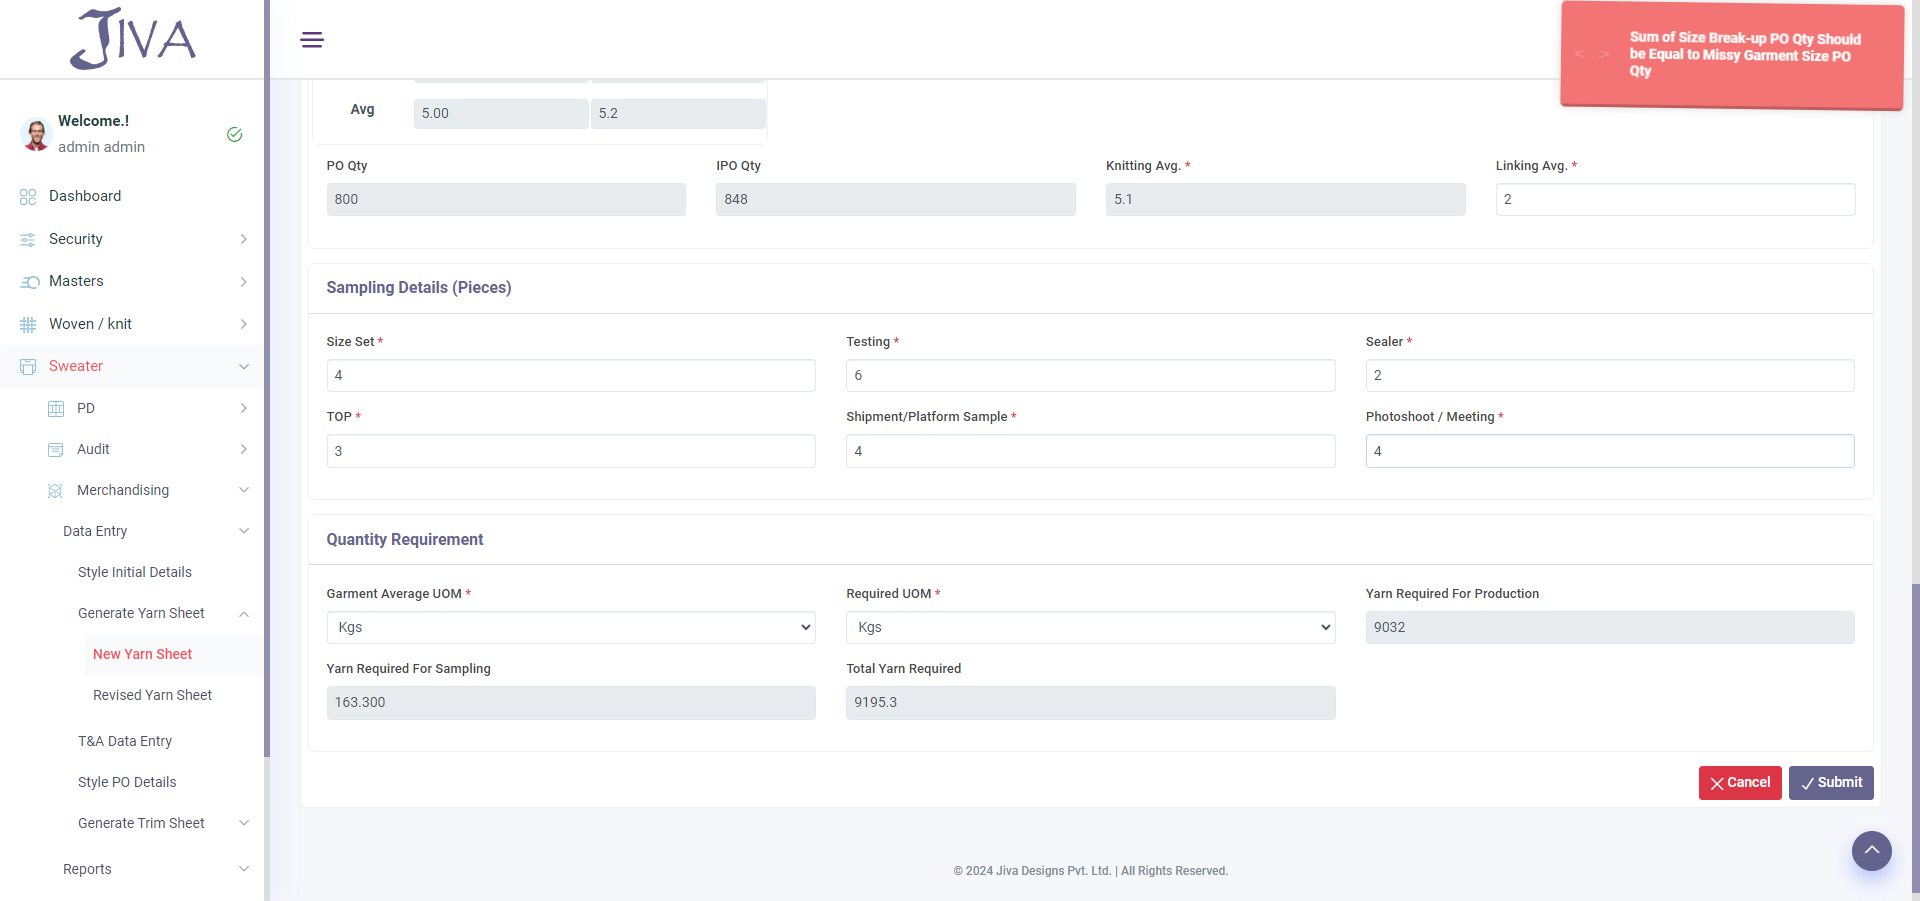 JIVA
Sum of Size Break-up PO Qty Should
be Equal to Missy Garment Size PO
Qty
Welcome.!
admin admin
Dashboard
Security
Masters
Woven / knit
Sweater
PD
Audit
Merchandising
Data Entry
Style Initial Details
Generate Yarn Sheet
New Yarn Sheet
Revised Yarn Sheet
T&A Data Entry
Style PO Details
Generate Trim Sheet
Reports
Avg 5.00 5.2
PO Qty IPO Qty Knitting Avg. * Linking Avg. *
800 848 5.1 2
Sampling Details (Pieces)
Size Set * Testing * Sealer *
4 6 2
TOP * Shipment/Platform Sample * Photoshoot / Meeting *
3 4 4
Quantity Requirement
Garment Average UOM * Required UOM * Yarn Required For Production
Kgs Kgs 9032
Yarn Required For Sampling Total Yarn Required
163.300 9195.3
Cancel Submit
© 2024 Jiva Designs Pvt. Ltd. | All Rights Reserved.